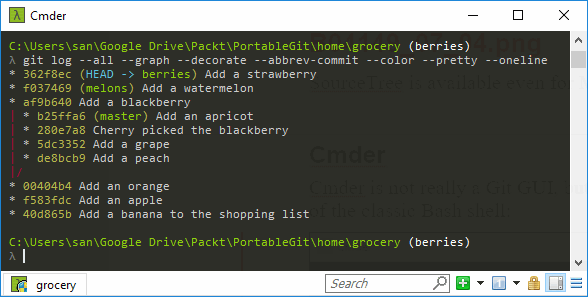 Cmder
C:\Users\san\Google Drive\Packt\PortableGit\home\grocery (berries)
λ git log --all --graph --decorate --abbrev-commit --color --pretty --oneline
* 362f8ec (HEAD -> berries) Add a strawberry
* f037469 (melons) Add a watermelon
* af9b640 Add a blackberry
| * b25ffa6 (master) Add an apricot
| * 280e7a8 Cherry picked the blackberry
| * 5dc3352 Add a grape
| * de8bcb9 Add a peach
|/
* 00404b4 Add an orange
* f583fdc Add an apple
* 40d865b Add a banana to the shopping list
C:\Users\san\Google Drive\Packt\PortableGit\home\grocery (berries)
λ
grocery
Search